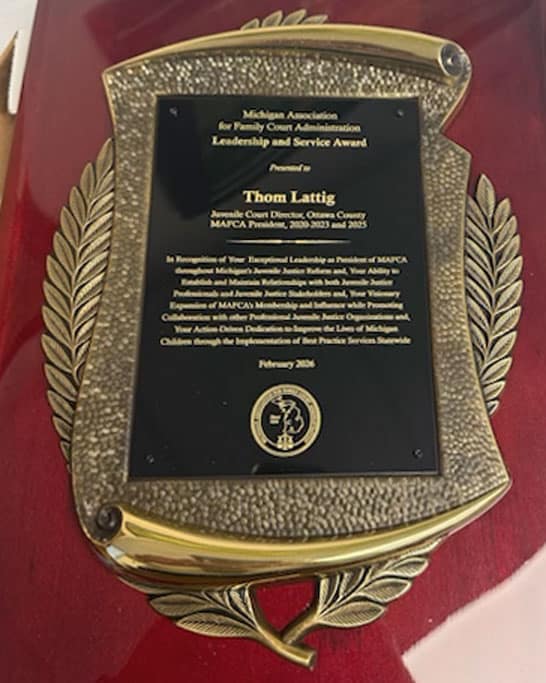 Michigan Association
for Family Court Administration
Leadership and Service Award
Presented to
Thom Lattig
Juvenile Court Director, Ottawa County
MAFCA President, 2020-2023 and 2025
In Recognition of Your Exceptional Leadership as President of MAFCA
throughout Michigan's Juvenile Justice Reform and, Your Ability to
Establish and Maintain Relationships with both Juvenile Justice
Professionals and Juvenile Justice Stakeholders and, Your Visionary
Expansion of MAFCA's Membership and Influence while Promoting
Collaboration with other Professional Juvenile Justice Organizations and,
Your Action-Driven Dedication to Improve the Lives of Michigan
Children through the Implementation of Best Practice Services Statewide
February 2026